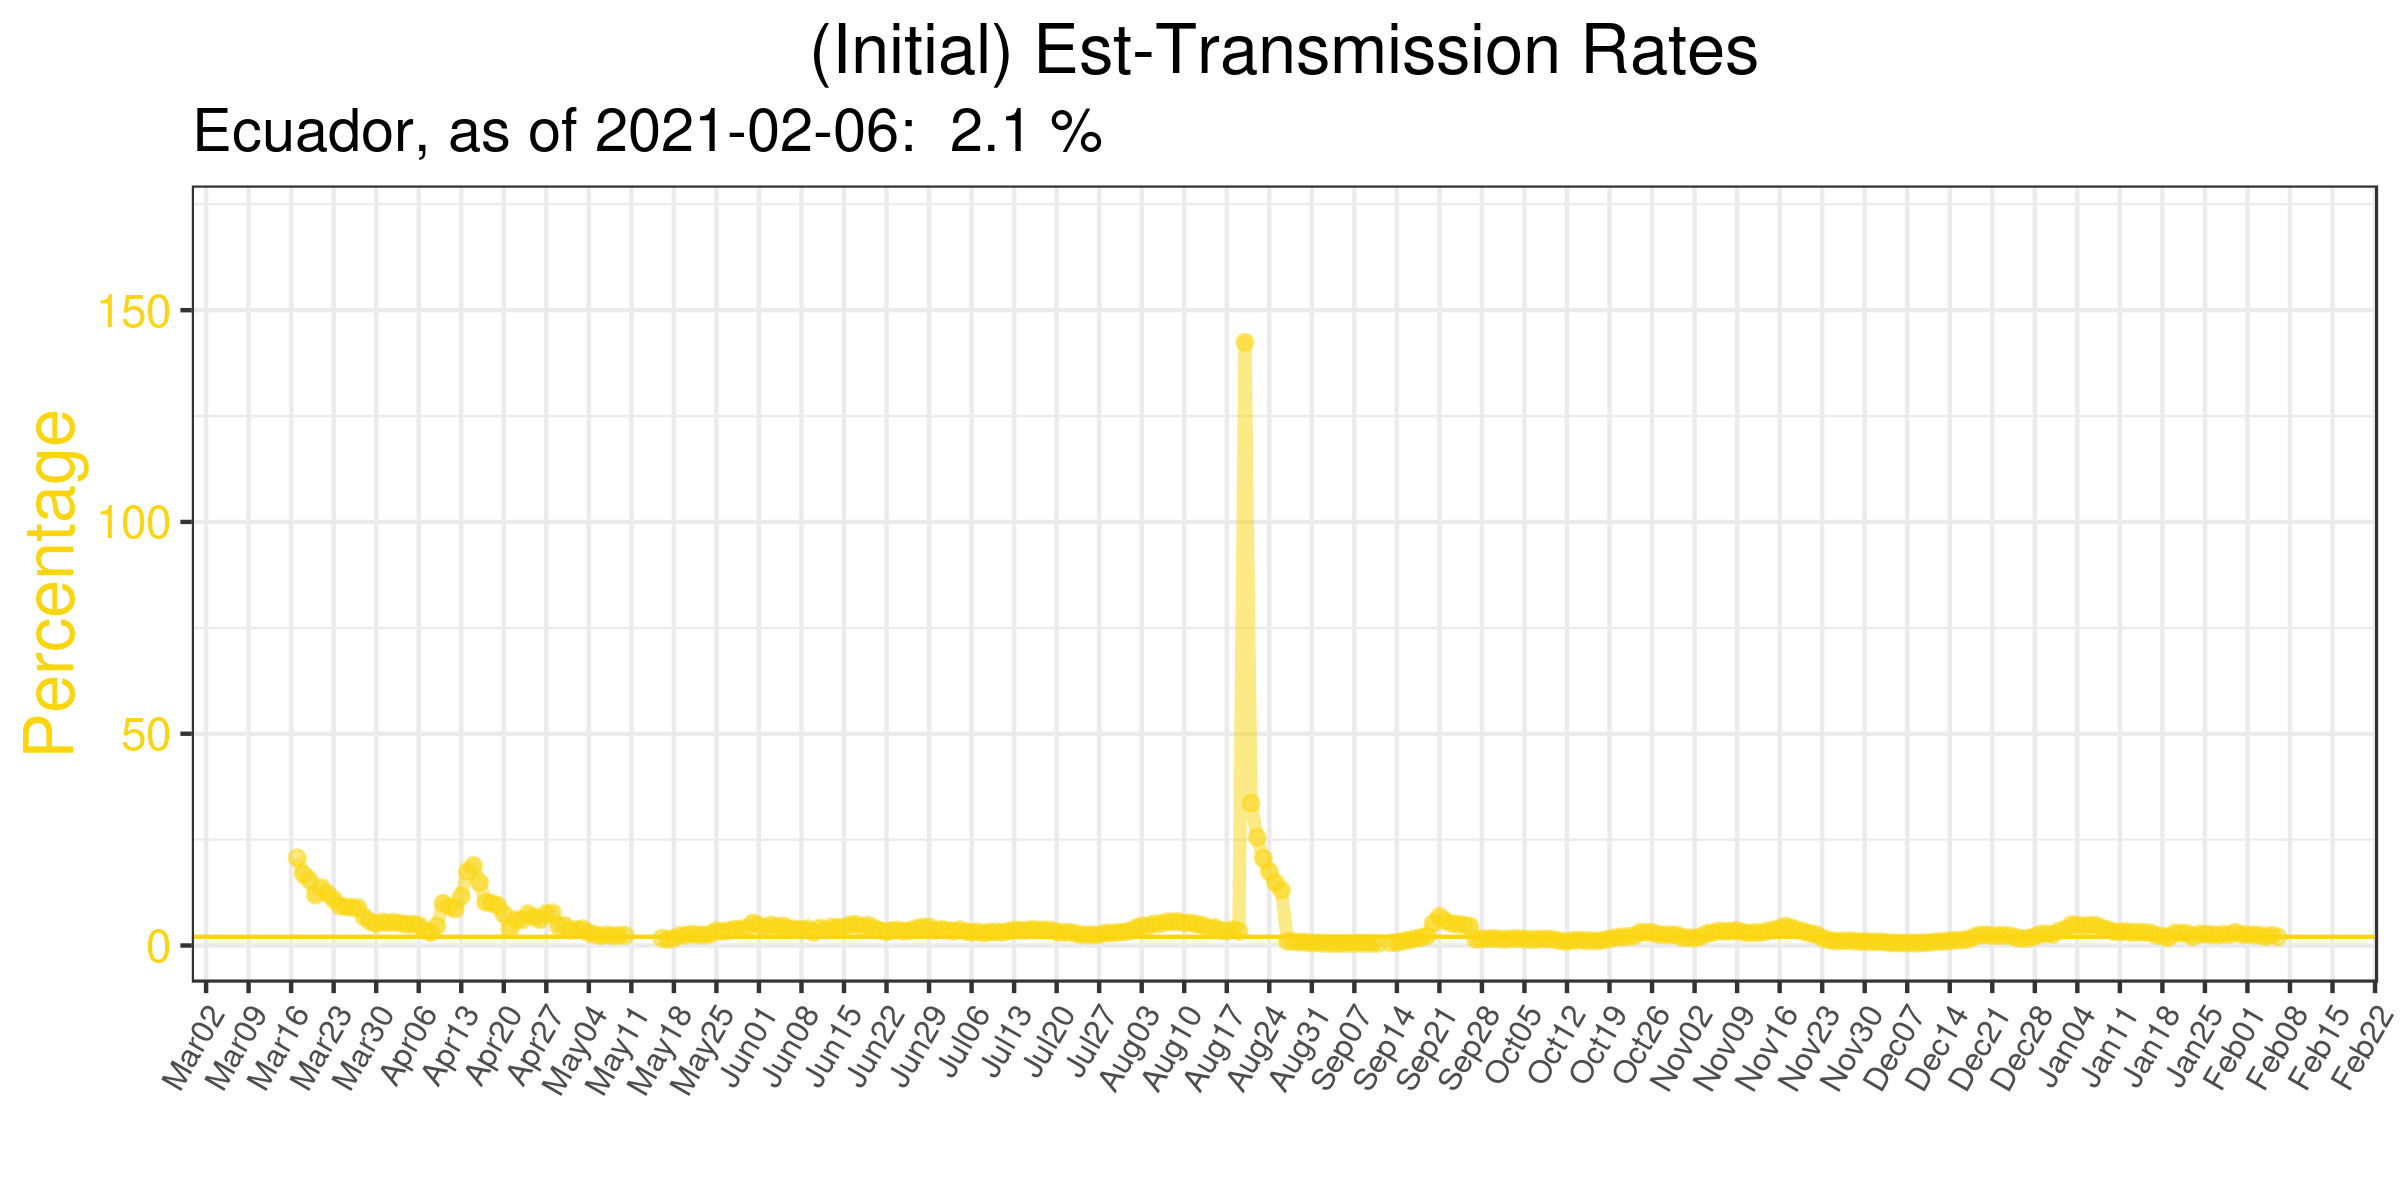 (Initial) Est-Transmission Rates
Ecuador, as of 2021-02-06:  2.1 %
Percentage
150
100
50
0
Mar02
Mar09
Mar16
Mar23
Mar30
Apr06
Apr13
Apr20
Apr27
May04
May11
May18
May25
Jun01
Jun08
Jun15
Jun22
Jun29
Jul06
Jul13
Jul20
Jul27
Aug03
Aug10
Aug17
Aug24
Aug31
Sep07
Sep14
Sep21
Sep28
Oct05
Oct12
Oct19
Oct26
Nov02
Nov09
Nov16
Nov23
Nov30
Dec07
Dec14
Dec21
Dec28
Jan04
Jan11
Jan18
Jan25
Feb01
Feb08
Feb15
Feb22